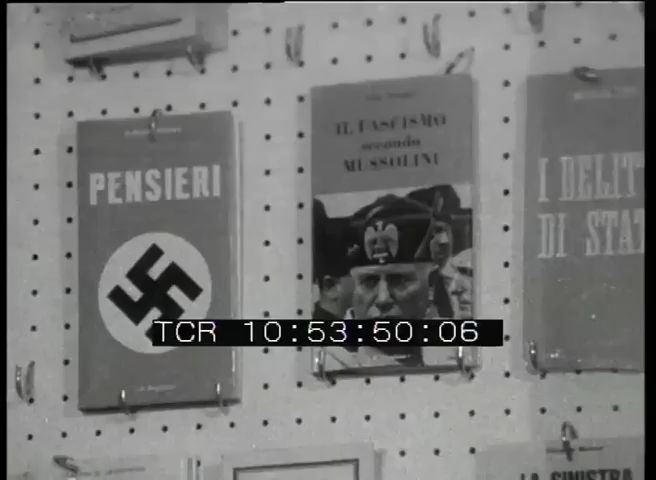 PENSIERI
IL FASCISMO
secondo
MUSSOLINI
I DELIT
DI STAT
TCR 10:53:50:06
LA SINISTRA